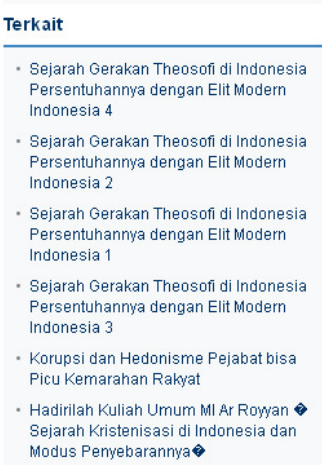 Terkait
Sejarah Gerakan Theosofi di Indonesia
Persentuhannya dengan Elit Modern
Indonesia 4
Sejarah Gerakan Theosofi di Indonesia
Persentuhannya dengan Elit Modern
Indonesia 2
Sejarah Gerakan Theosofi di Indonesia
Persentuhannya dengan Elit Modern
Indonesia 1
Sejarah Gerakan Theosofi di Indonesia
Persentuhannya dengan Elit Modern
Indonesia 3
Korupsi dan Hedonisme Pejabat bisa
Picu Kemarahan Rakyat
Hadirilah Kuliah Umum MI Ar Royyan �
Sejarah Kristenisasi di Indonesia dan
Modus Penyebarannya�